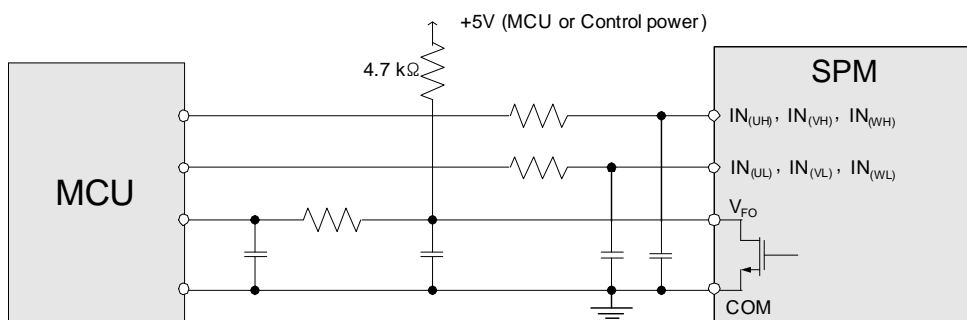 +5V (MCU or Control power)
4.7 kΩ
SPM
MCU
IN(UH), IN(VH), IN(WH)
IN(UL), IN(VL), IN(WL)
VFO
COM